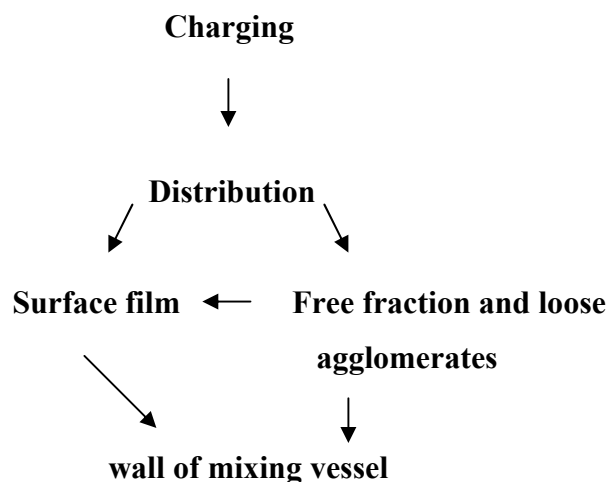 Charging
Distribution
Surface film
Free fraction and loose
agglomerates
wall of mixing vessel